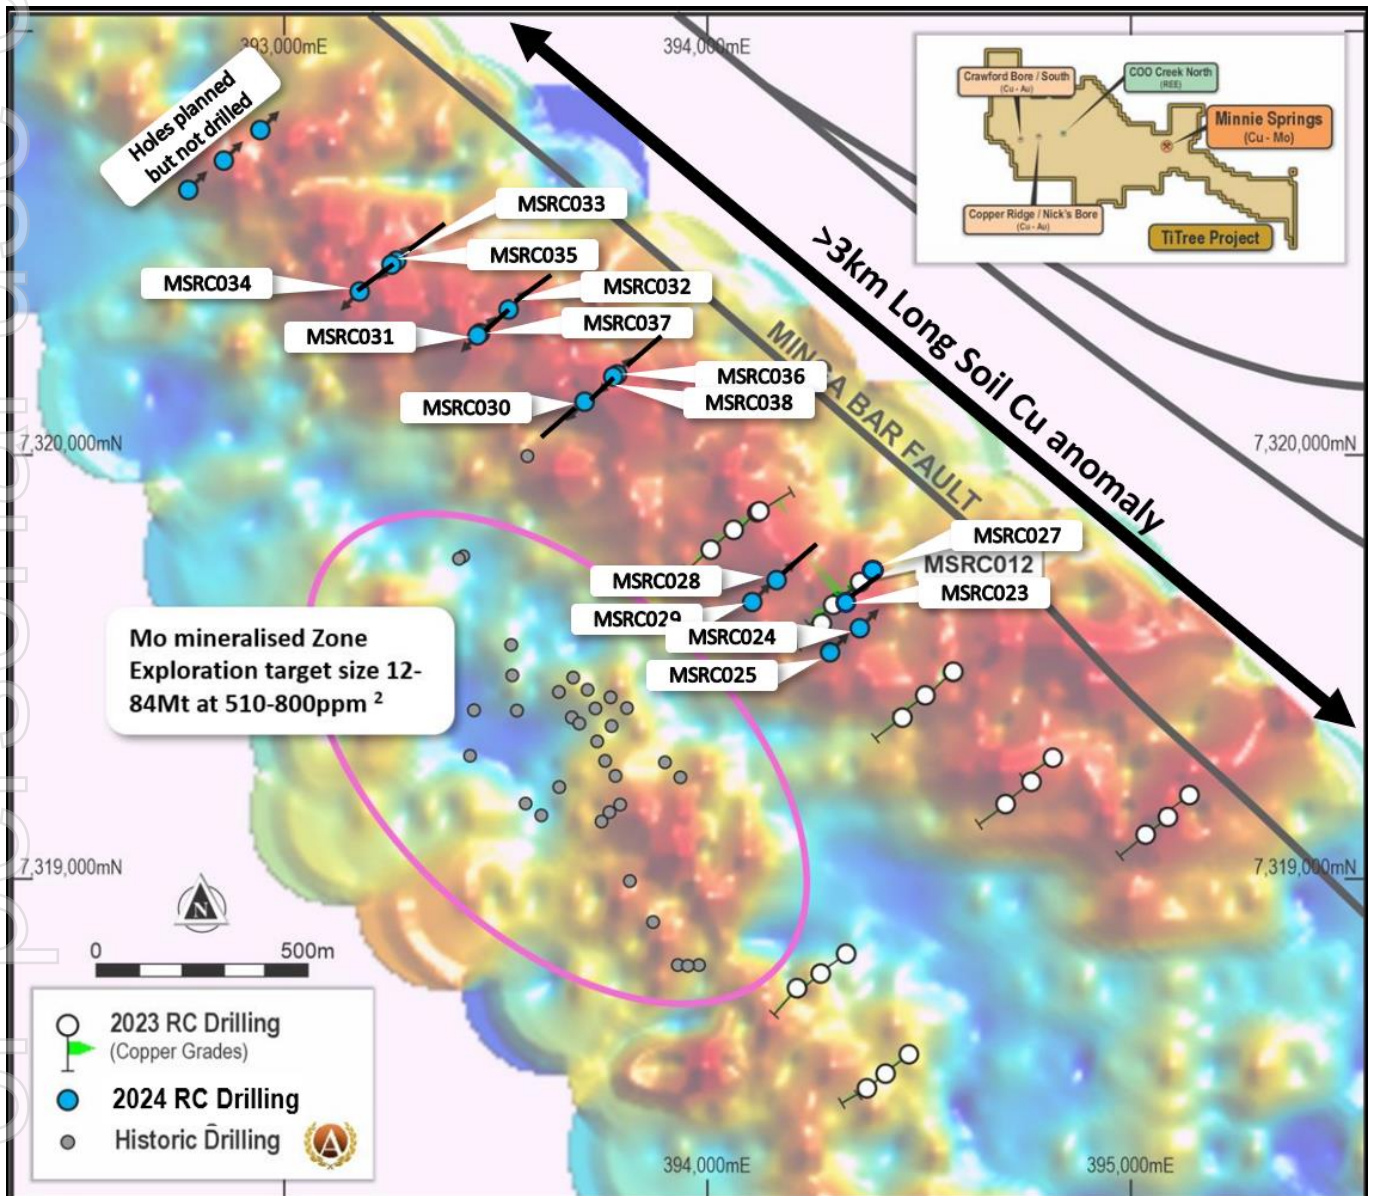 393,000mE
394,000mE
Holes planned
but not drilled
Crawford Bore / South
(Cu - Au)
COO Creek North
(REE)
Minnie Springs
(Cu - Mo)
Copper Ridge / Nick's Bore
(Cu - Au)
TiTree Project
>3km Long Soil Cu anomaly
MINGA BAR FAULT
MSRC033
MSRC035
MSRC034
MSRC032
MSRC037
MSRC031
MSRC036
MSRC038
MSRC030
7,320,000mN
7,320,000mN
MSRC027
MSRC012
MSRC028
MSRC023
MSRC029
MSRC024
MSRC025
Mo mineralised Zone
Exploration target size 12-
84Mt at 510-800ppm 2
7,319,000mN
7,319,000mN
N
0 500m
2023 RC Drilling
(Copper Grades)
2024 RC Drilling
Historic Drilling
A
394,000mE
395,000mE